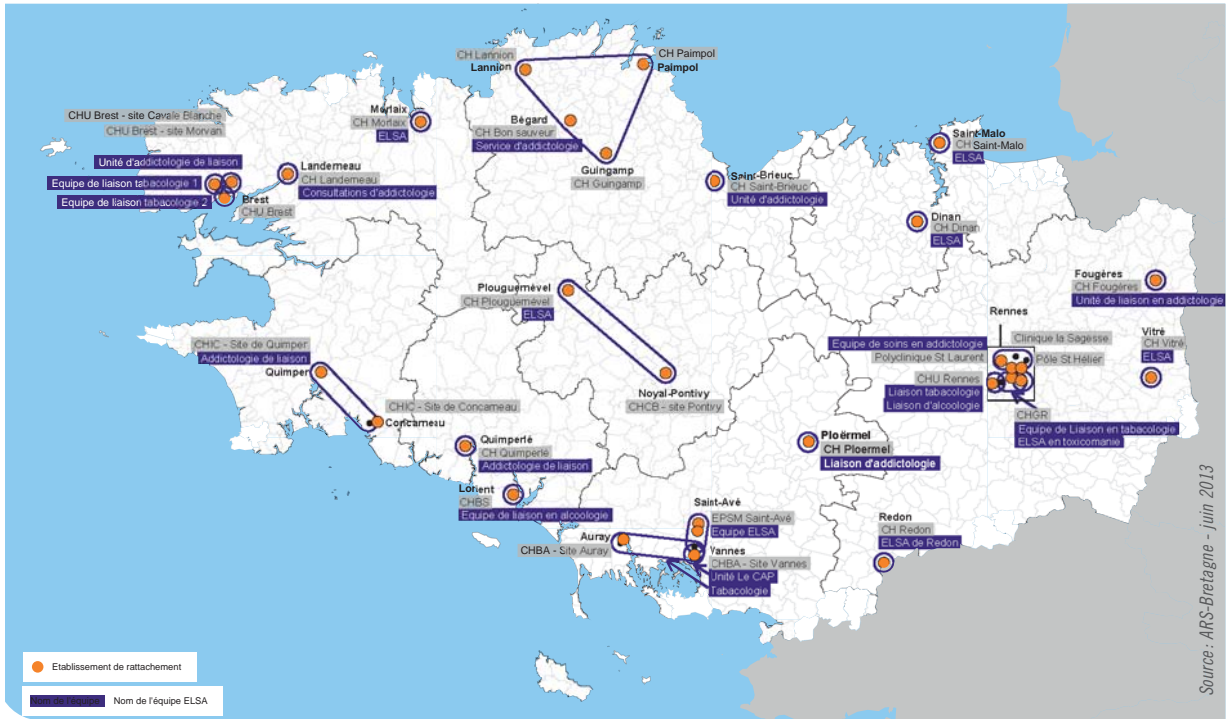 CH Lannion
Lannion
CH Paimpol
Paimpol
Bégard
CH Bon sauveur
Service d'addictologie
Guingamp
CH Guingamp
Morlaix
CH Morlaix
ELSA
CHU Brest - site Cavale Blanche
CHU Brest - site Morvan
Unité d'addictologie de liaison
Equipe de liaison tabacologie 1
Equipe de liaison tabacologie 2
Brest
CHU Brest
Landerneau
CH Landerneau
Consultations d'addictologie
Saint-Brieuc
CH Saint-Brieuc
Unité d'addictologie
Saint-Malo
CH Saint-Malo
ELSA
Dinan
CH Dinan
ELSA
Fougères
CH Fougères
Unité de liaison en addictologie
Vitré
CH Vitré
ELSA
Rennes
Clinique la Sagesse
Equipe de soins en addictologie
Polyclinique St Laurent
Pôle St Hélier
CHU Rennes
Liaison tabacologie
Liaison d'alcoologie
CHGR
Equipe de Liaison en tabacologie
ELSA en toxicomanie
Plouguernével
CH Plouguernével
ELSA
Noyal-Pontivy
CHCB - site Pontivy
CHIC - Site de Quimper
Addictologie de liaison
Quimper
CHIC - Site de Concarneau
Concarneau
Quimperlé
CH Quimperlé
Addictologie de liaison
Lorient
CHBS
Equipe de liaison en alcoologie
Ploërmel
CH Ploermel
Liaison d'addictologie
Saint-Avé
EPSM Saint-Avé
Equipe ELSA
Auray
CHBA - Site Auray
Vannes
CHBA - Site Vannes
Unité Le CAP
Tabacologie
Redon
CH Redon
ELSA de Redon
Etablissement de rattachement
Nom de l'équipe
Nom de l'équipe ELSA
Source : ARS-Bretagne - juin 2013